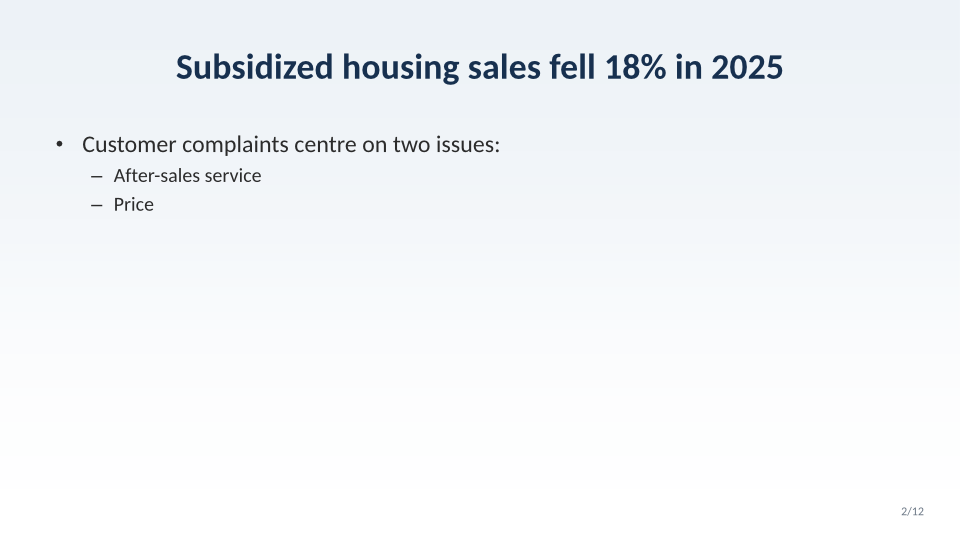 Subsidized housing sales fell 18% in 2025
• Customer complaints centre on two issues:
– After-sales service
– Price
2/12